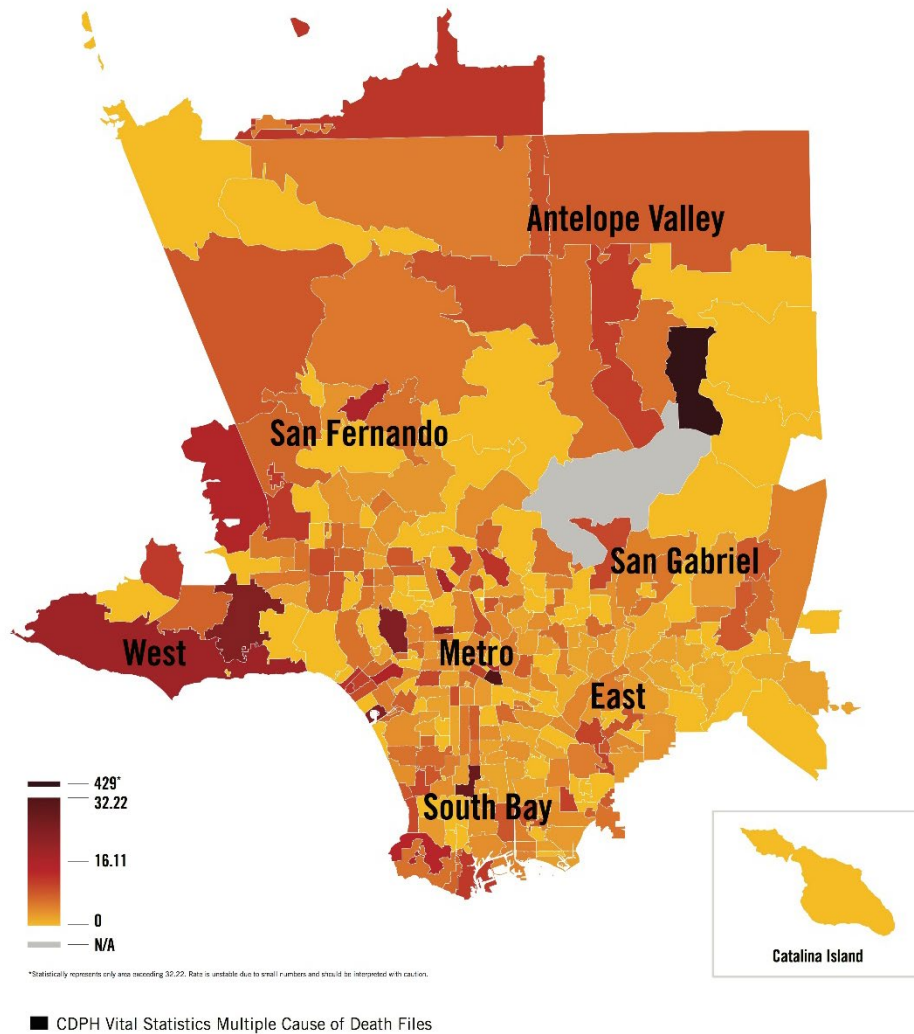 Antelope Valley
San Fernando
San Gabriel
West
Metro
East
South Bay
429*
32.22
16.11
0
N/A
Catalina Island
*Statistically represents only area exceeding 32.22. Rate is unstable due to small numbers and should be interpreted with caution.
CDPH Vital Statistics Multiple Cause of Death Files